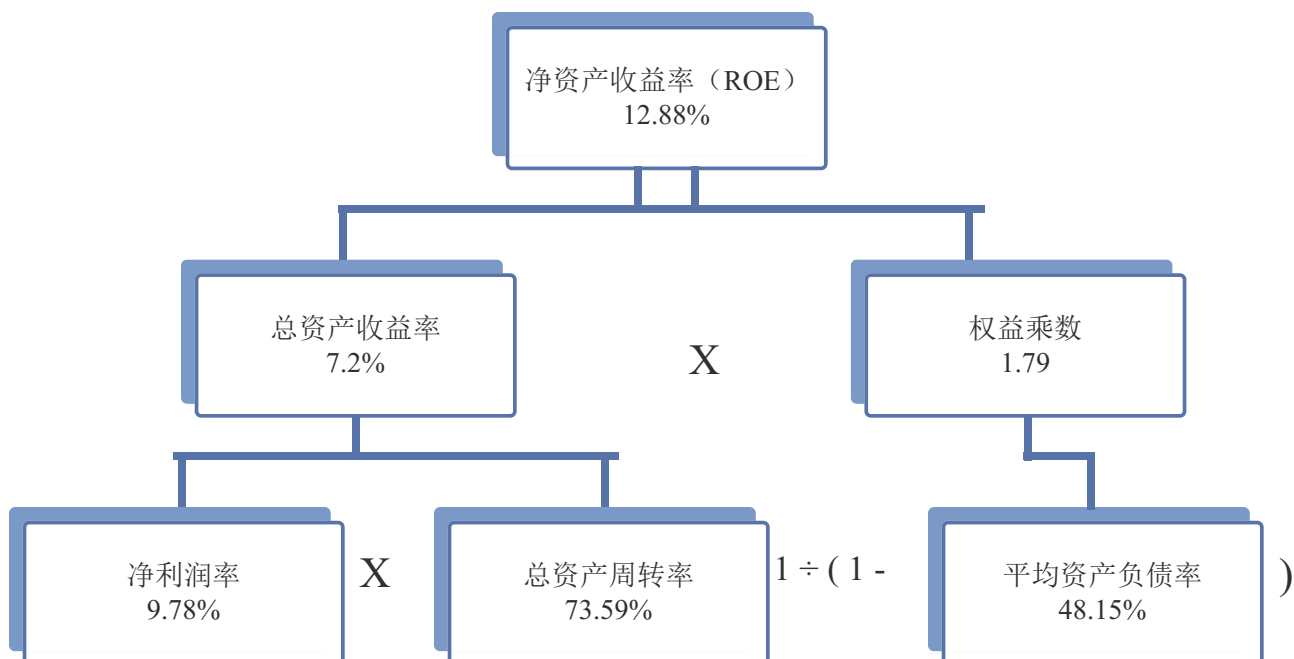 净资产收益率（ROE）
12.88%
总资产收益率
7.2%
X
权益乘数
1.79
净利润率
9.78%
X
总资产周转率
73.59%
1 ÷ ( 1 -
平均资产负债率
48.15%
)